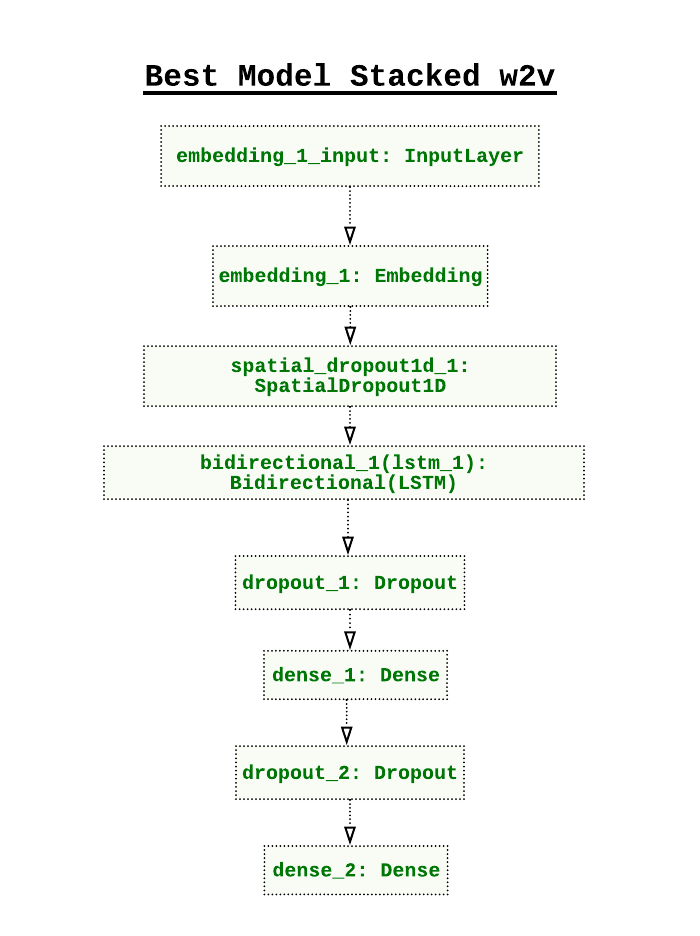 Best Model Stacked w2v
embedding_1_input: InputLayer
embedding_1: Embedding
spatial_dropout1d_1:
SpatialDropout1D
bidirectional_1(lstm_1):
Bidirectional(LSTM)
dropout_1: Dropout
dense_1: Dense
dropout_2: Dropout
dense_2: Dense